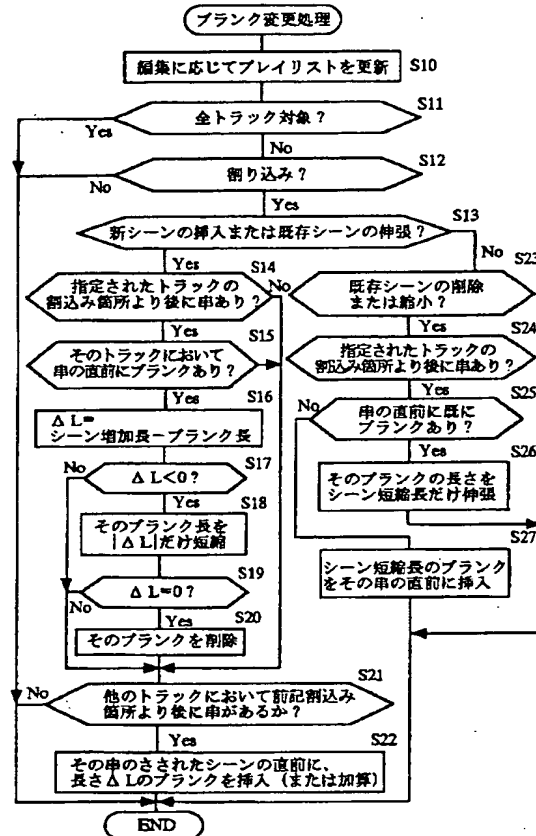 ブランク変更処理
編集に応じてプレイリストを更新 S10
S11
全トラック対象?
Yes
No
S12
No
割り込み?
Yes
S13
新シーンの挿入または既存シーンの伸張?
Yes
No
S14
指定されたトラックの
割込み箇所より後に串あり?
No
Yes
S15
そのトラックにおいて
串の直前にブランクあり?
Yes
S16
ΔL=
シーン増加長−ブランク長
S17
No
ΔL<0?
Yes
S18
そのブランク長を
|ΔL|だけ短縮
S19
ΔL=0?
No
Yes
S20
そのブランクを削除
S23
既存シーンの削除
または縮小?
Yes
S24
指定されたトラックの
割込み箇所より後に串あり?
Yes
S25
No
串の直前に既に
ブランクあり?
Yes
S26
そのブランクの長さを
シーン短縮長だけ伸張
S27
シーン短縮長のブランク
をその串の直前に挿入
S21
No
他のトラックにおいて前記割込み
箇所より後に串があるか?
Yes
S22
その串のさされたシーンの直前に、
長さΔLのブランクを挿入(または加算)
END